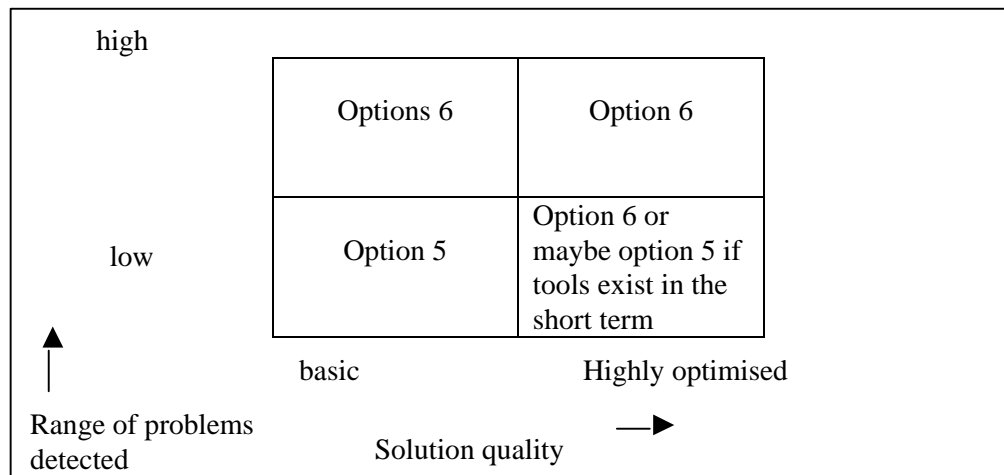 high
Options 6
Option 6
low
Option 5
Option 6 or
maybe option 5 if
tools exist in the
short term
basic
Highly optimised
Range of problems
detected
Solution quality